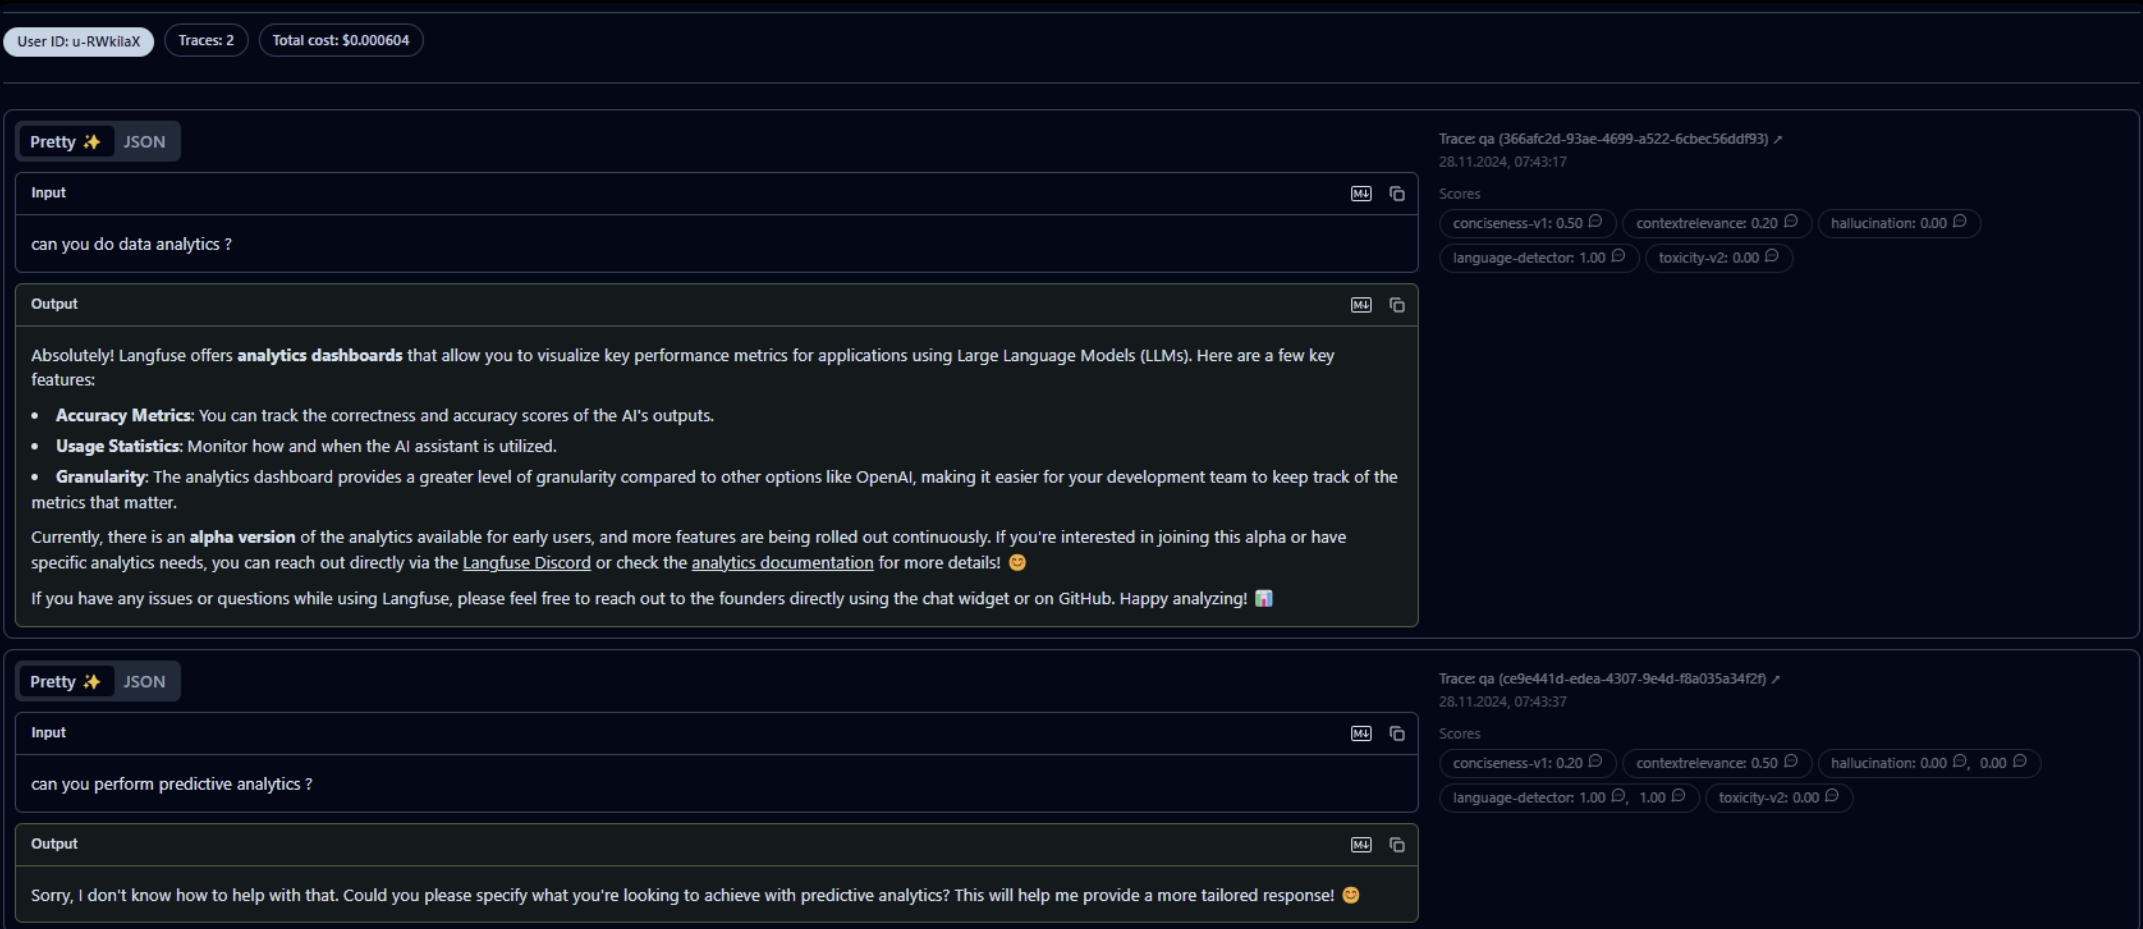 User ID: u-RWkilaX Traces: 2 Total cost: $0.000604
Pretty ✨ JSON
Trace: qa (366afc2d-93ae-4699-a522-6cbec56ddf93) ↗
28.11.2024, 07:43:17
Scores
conciseness-v1: 0.50 contextrelevance: 0.20 hallucination: 0.00
language-detector: 1.00 toxicity-v2: 0.00
Input
can you do data analytics ?
Output
Absolutely! Langfuse offers analytics dashboards that allow you to visualize key performance metrics for applications using Large Language Models (LLMs). Here are a few key
features:
• Accuracy Metrics: You can track the correctness and accuracy scores of the AI's outputs.
• Usage Statistics: Monitor how and when the AI assistant is utilized.
• Granularity: The analytics dashboard provides a greater level of granularity compared to other options like OpenAI, making it easier for your development team to keep track of the
metrics that matter.
Currently, there is an alpha version of the analytics available for early users, and more features are being rolled out continuously. If you're interested in joining this alpha or have
specific analytics needs, you can reach out directly via the Langfuse Discord or check the analytics documentation for more details! 😊
If you have any issues or questions while using Langfuse, please feel free to reach out to the founders directly using the chat widget or on GitHub. Happy analyzing! 📊
Pretty ✨ JSON
Trace: qa (ce9e441d-edea-4307-9e4d-f8a035a34f2f) ↗
28.11.2024, 07:43:37
Scores
conciseness-v1: 0.20 contextrelevance: 0.50 hallucination: 0.00 , 0.00
language-detector: 1.00 , 1.00 toxicity-v2: 0.00
Input
can you perform predictive analytics ?
Output
Sorry, I don't know how to help with that. Could you please specify what you're looking to achieve with predictive analytics? This will help me provide a more tailored response! 😊